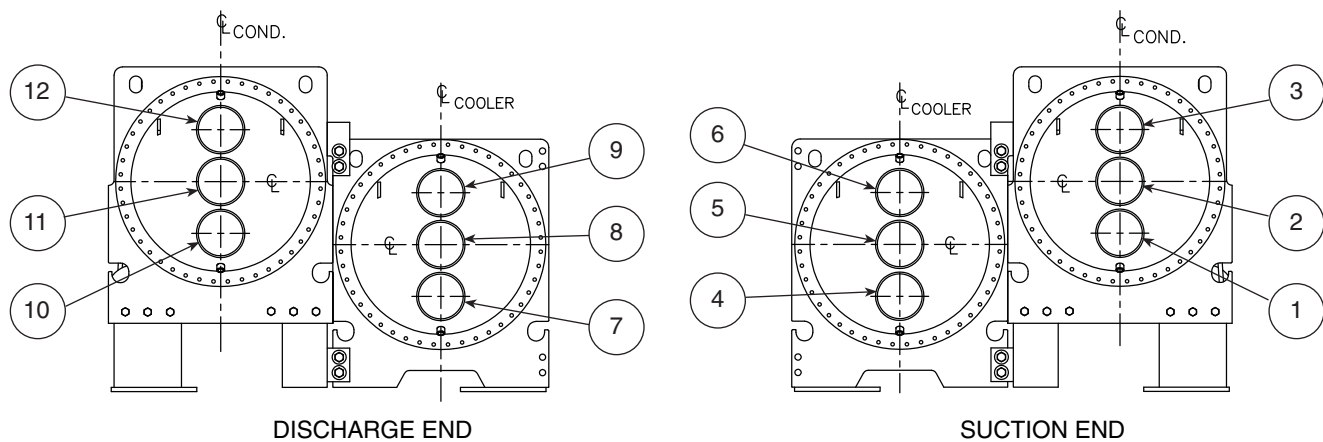 ℄ COND.
℄ COND.
℄ COOLER
℄ COOLER
12
3
9
6
℄
℄
11
8
5
2
℄
℄
10
7
4
1
DISCHARGE END
SUCTION END